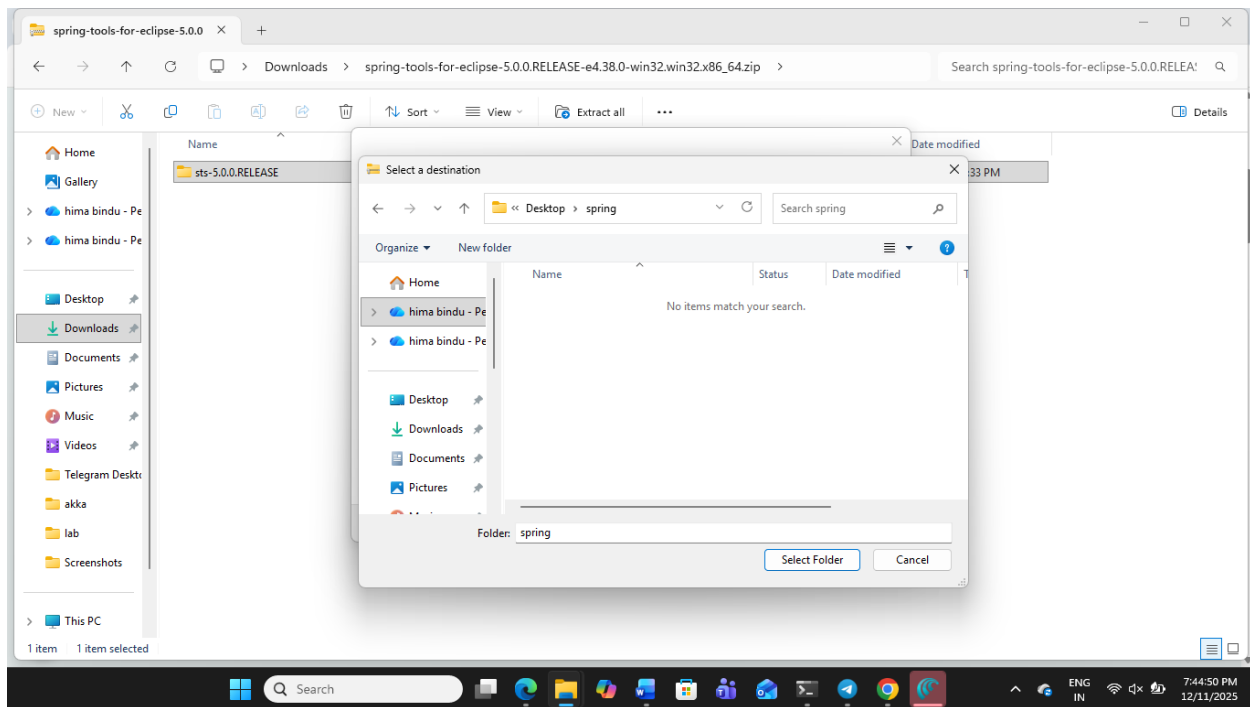 spring-tools-for-eclipse-5.0.0
Downloads > spring-tools-for-eclipse-5.0.0.RELEASE-e4.38.0-win32.win32.x86_64.zip >
Search spring-tools-for-eclipse-5.0.0.RELEA
New
Sort
View
Extract all
Details
Home
Gallery
hima bindu - Pe
hima bindu - Pe
Desktop
Downloads
Documents
Pictures
Music
Videos
Telegram Deskto
akka
lab
Screenshots
This PC
Name
Date modified
sts-5.0.0.RELEASE
:33 PM
Select a destination
« Desktop > spring
Search spring
Organize
New folder
Home
hima bindu - Pe
hima bindu - Pe
Desktop
Downloads
Documents
Pictures
Name
Status
Date modified
No items match your search.
Folder: spring
Select Folder
Cancel
1 item 1 item selected
Search
ENG
IN
7:44:50 PM
12/11/2025